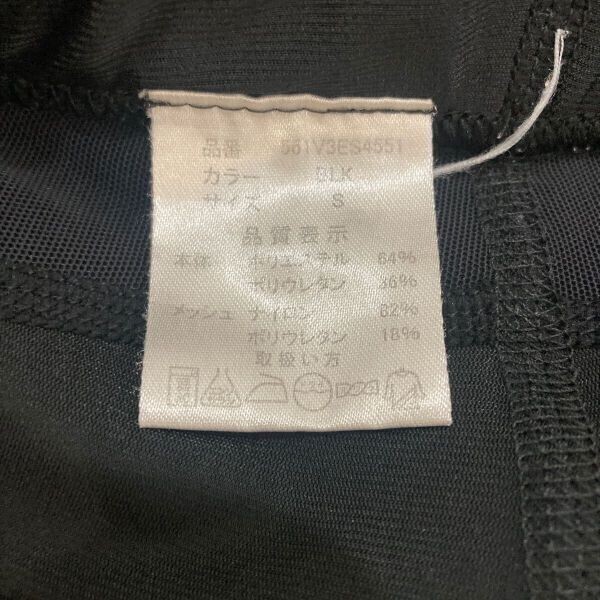 品番 561V3ES4551
カラー BLK
サイズ S
品質表示
本体 ポリエステル 64%
ポリウレタン 36%
メッシュ ナイロン 82%
ポリウレタン 18%
取扱い方